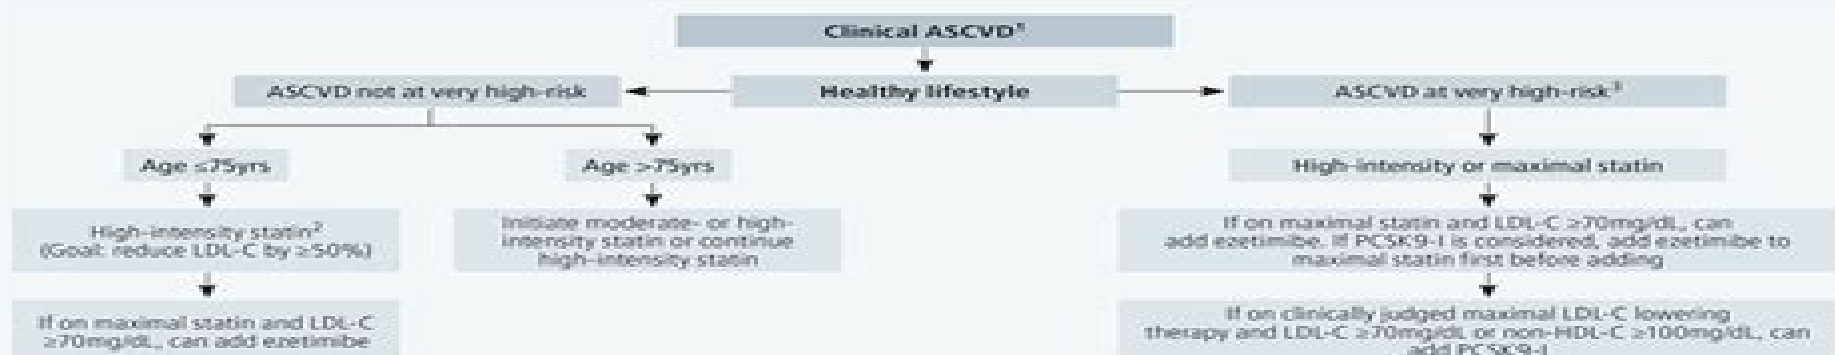 Clinical ASCVD¹
ASCVD not at very high-risk
Healthy lifestyle
ASCVD at very high-risk³
Age ≤75yrs
Age >75yrs
High-intensity or maximal statin
High-intensity statin²
(Goal: reduce LDL-C by ≥50%)
Initiate moderate- or high-
intensity statin or continue
high-intensity statin
If on maximal statin and LDL-C ≥70mg/dL, can
add ezetimibe. If PCSK9-I is considered, add ezetimibe to
maximal statin first before adding
If on maximal statin and LDL-C
≥70mg/dL, can add ezetimibe
If on clinically judged maximal LDL-C lowering
therapy and LDL-C ≥70mg/dL or non-HDL-C ≥100mg/dL, can
add PCSK9-I